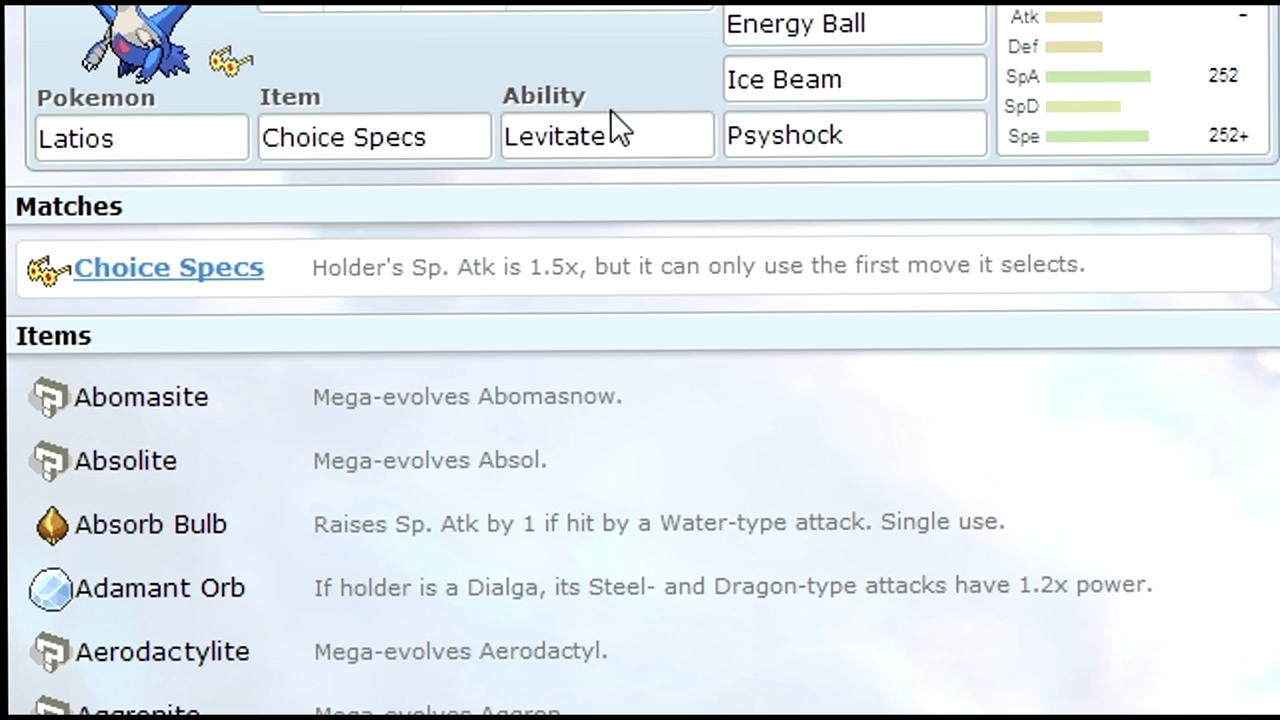 Energy Ball
Atk -
Def
Ice Beam
SpA 252
Pokemon Item Ability
SpD
Latios Choice Specs Levitate Psyshock
Spe 252+
Matches
Choice Specs Holder's Sp. Atk is 1.5x, but it can only use the first move it selects.
Items
Abomasite Mega-evolves Abomasnow.
Absolite Mega-evolves Absol.
Absorb Bulb Raises Sp. Atk by 1 if hit by a Water-type attack. Single use.
Adamant Orb If holder is a Dialga, its Steel- and Dragon-type attacks have 1.2x power.
Aerodactylite Mega-evolves Aerodactyl.
Aggronite Mega-evolves Aggron.